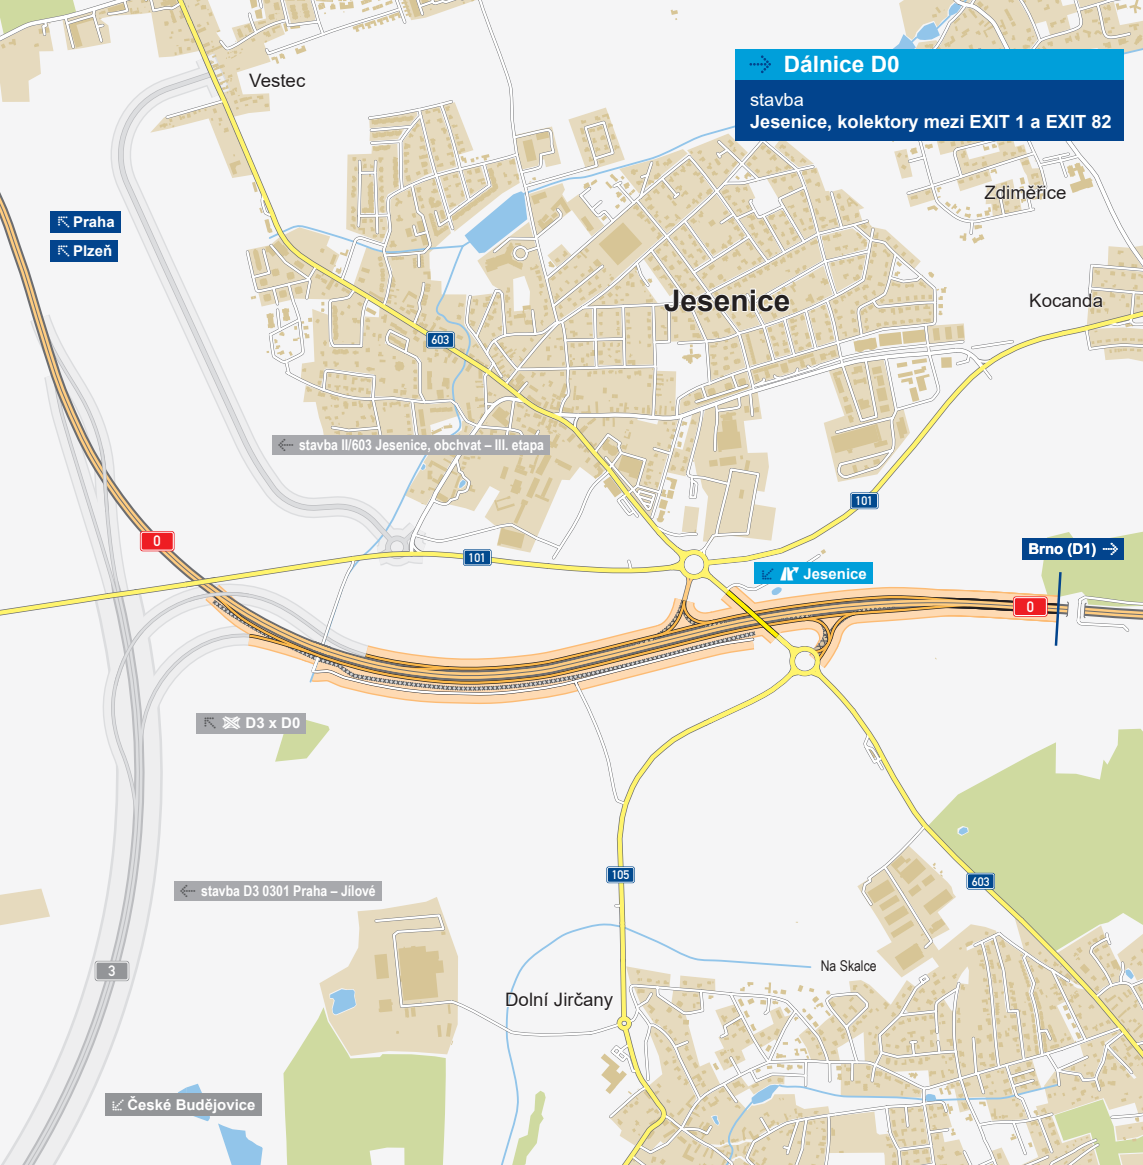 Dálnice D0
stavba
Jesenice, kolektory mezi EXIT 1 a EXIT 82
Vestec
Zdiměřice
Praha
Plzeň
Jesenice
Kocanda
603
stavba II/603 Jesenice, obchvat – III. etapa
101
0
101
Brno (D1)
Jesenice
0
D3 x D0
105
603
stavba D3 0301 Praha – Jílové
3
Na Skalce
Dolní Jirčany
České Budějovice